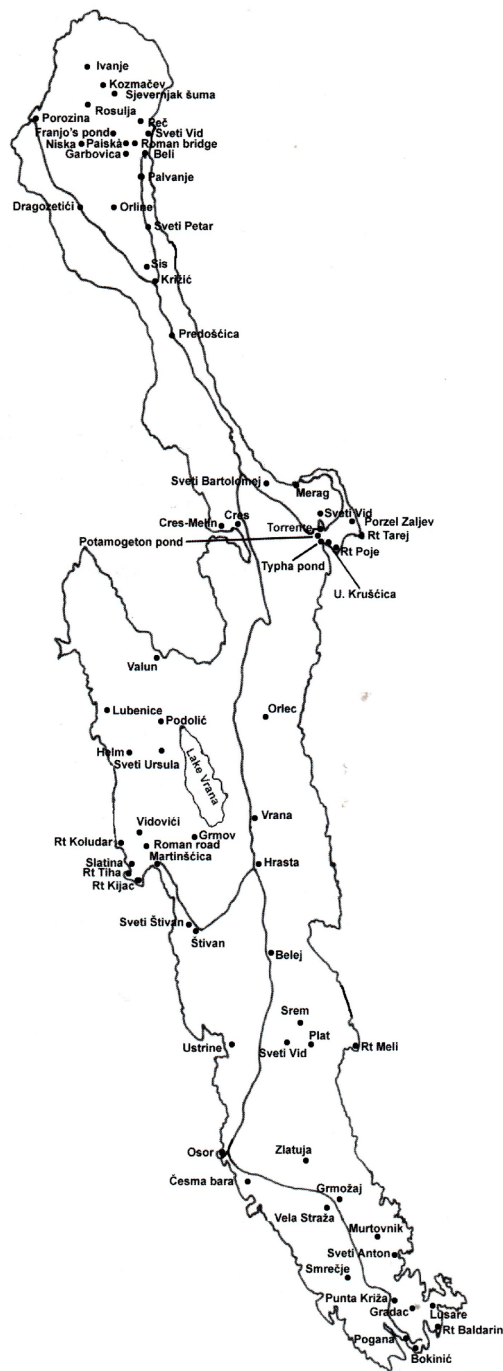 Ivanje
Kozmačev
Sjevernjak šuma
Rosulja
Porozina
Peč
Franjo's pond
Sveti Vid
Niska
Paiska
Roman bridge
Garbovica
Beli
Palvanje
Dragozetići
Orline
Sveti Petar
Sis
Križić
Predošćica
Sveti Bartolomej
Merag
Sveti Vid
Cres
Cres-Melin
Torrente
Porzel Zaljev
Rt Tarej
Potamogeton pond
Rt Poje
Typha pond
U. Krušćica
Valun
Lubenice
Orlec
Podolić
Helm
Sveti Ursula
Lake Vrana
Vidovići
Vrana
Rt Koludar
Grmov
Roman road
Martinšćica
Slatina
Hrasta
Rt Tiha
Rt Kijac
Sveti Štivan
Štivan
Belej
Srem
Ustrine
Plat
Sveti Vid
Rt Meli
Osor
Zlatuja
Česma bara
Grmožaj
Vela Straža
Murtovnik
Sveti Anton
Smrečje
Punta Križa
Gradac
Lusare
Rt Baldarin
Pogana
Bokinić